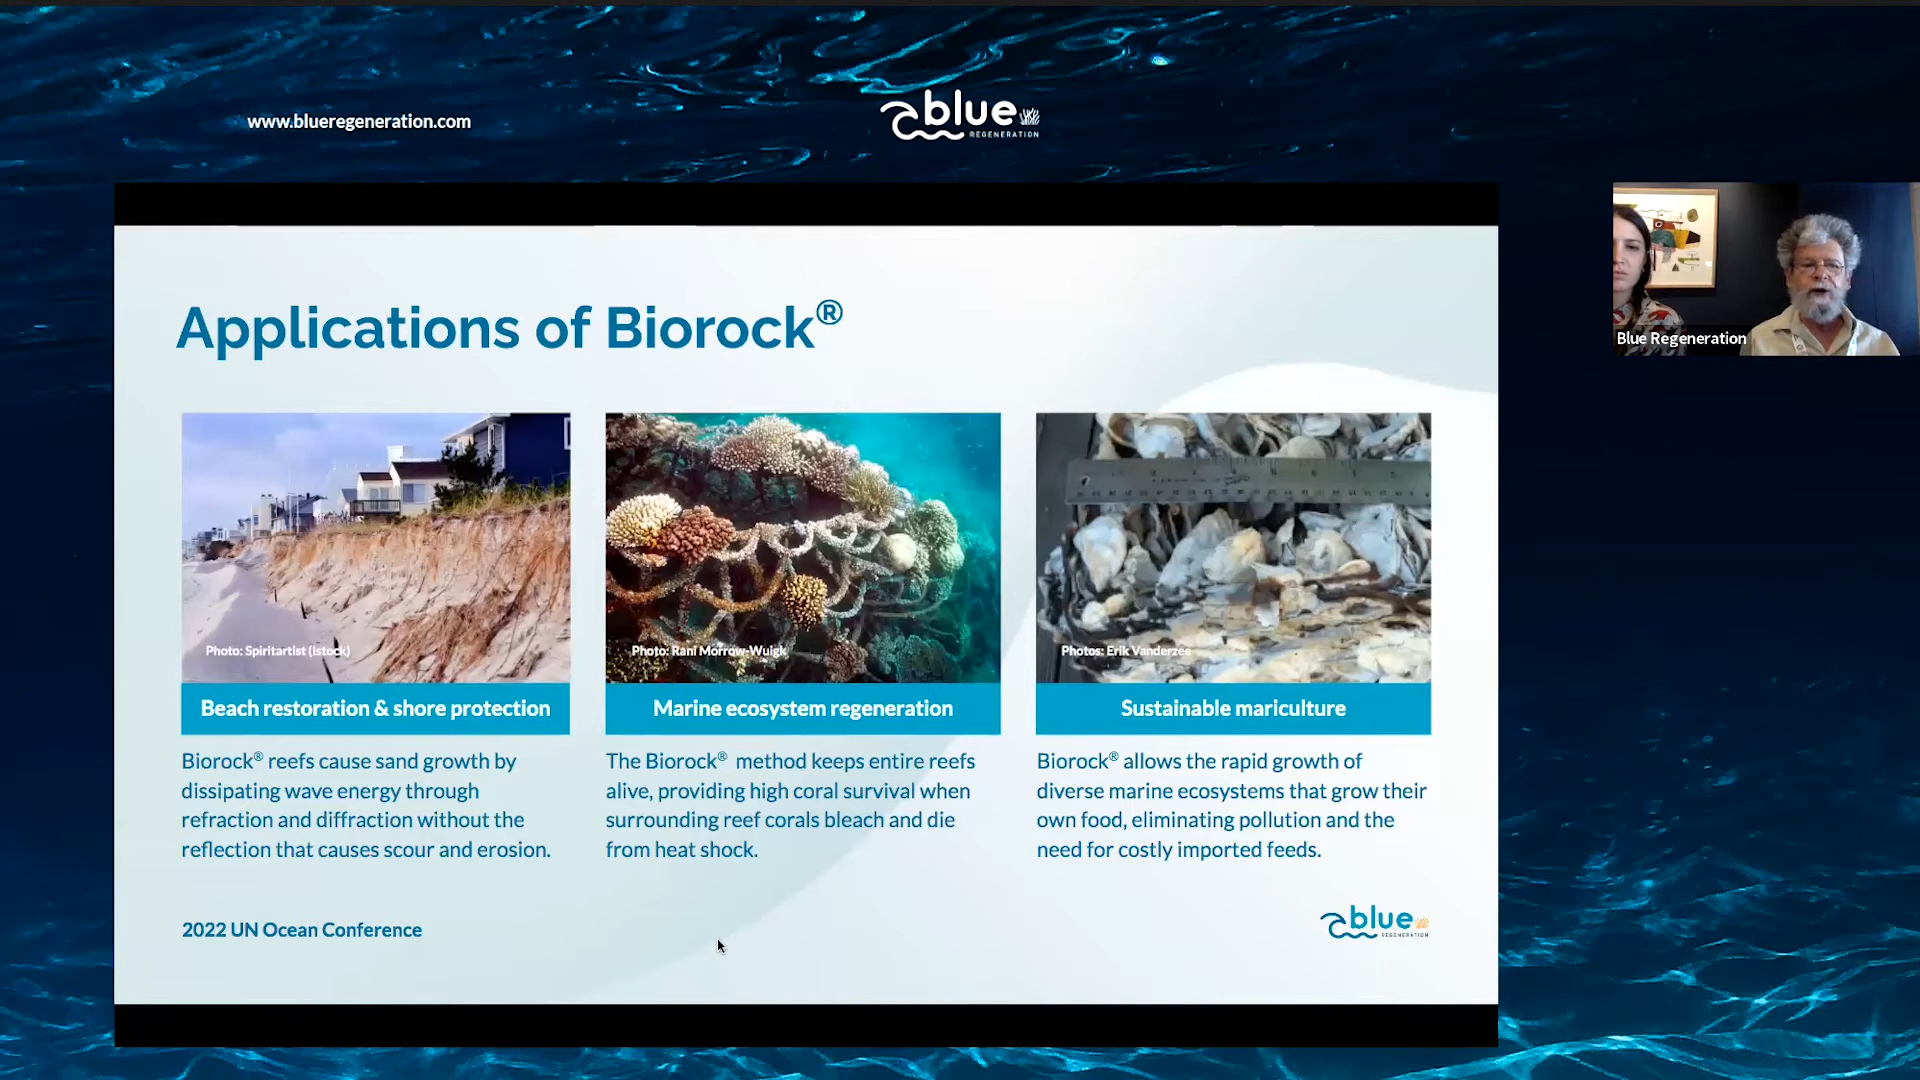 www.blueregeneration.com
blue
REGENERATION
Blue Regeneration
Applications of Biorock®
Photo: Spiritartist (istock)
Photo: Rani Morrow-Wuigk
Photos: Erik Vanderzee
Beach restoration & shore protection
Biorock® reefs cause sand growth by
dissipating wave energy through
refraction and diffraction without the
reflection that causes scour and erosion.
Marine ecosystem regeneration
The Biorock® method keeps entire reefs
alive, providing high coral survival when
surrounding reef corals bleach and die
from heat shock.
Sustainable mariculture
Biorock® allows the rapid growth of
diverse marine ecosystems that grow their
own food, eliminating pollution and the
need for costly imported feeds.
2022 UN Ocean Conference
blue
REGENERATION